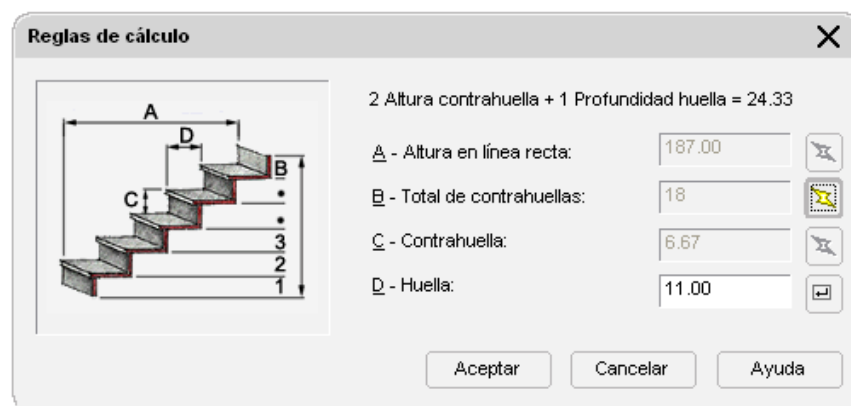 Reglas de cálculo
2 Altura contrahuella + 1 Profundidad huella = 24.33
A
D
B
C
3
2
1
A - Altura en línea recta: 187.00
B - Total de contrahuellas: 18
C - Contrahuella: 6.67
D - Huella: 11.00
Aceptar Cancelar Ayuda